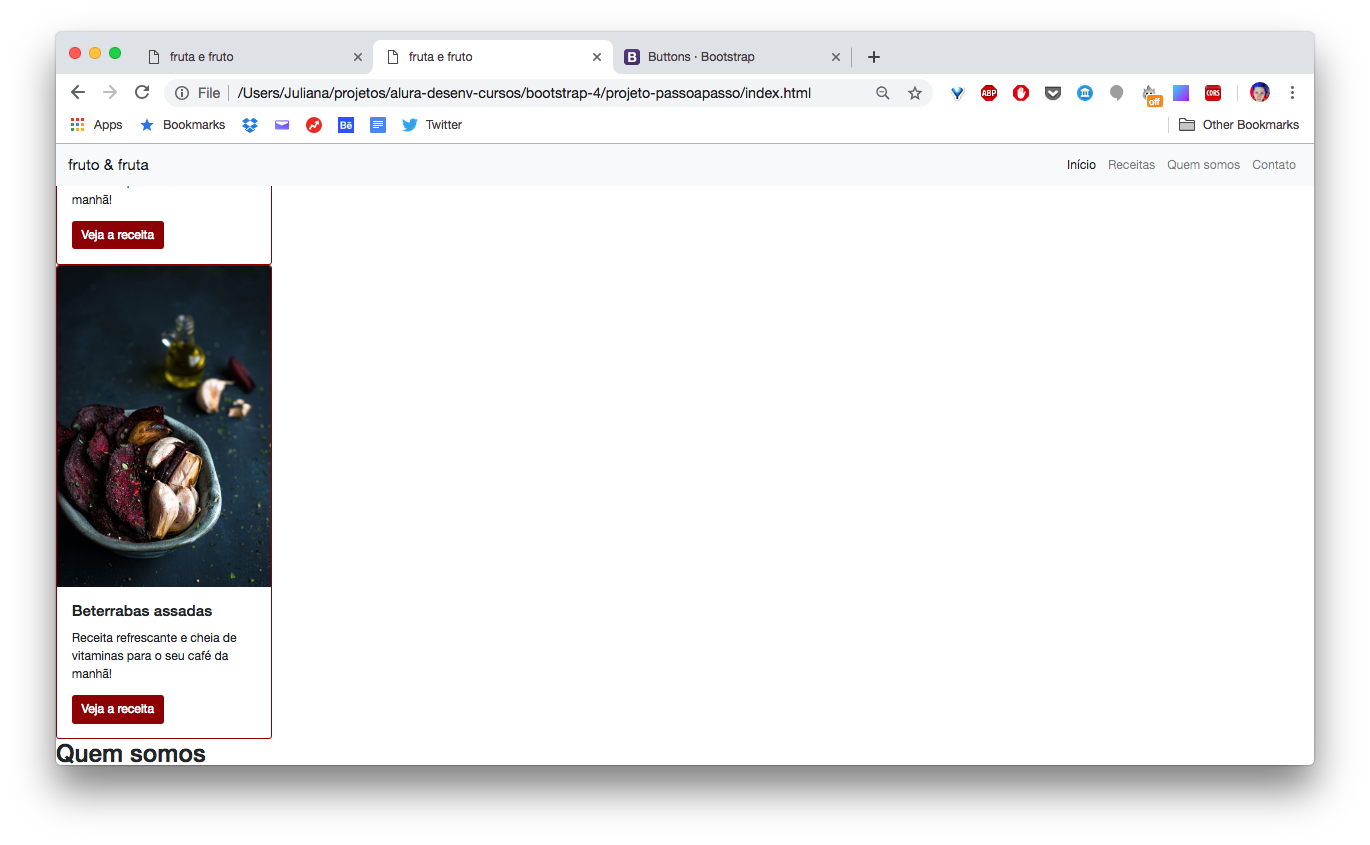 fruta e fruto
fruta e fruto
Buttons · Bootstrap
File
/Users/Juliana/projetos/alura-desenv-cursos/bootstrap-4/projeto-passoapasso/index.html
ABP
off
CORS
Apps
Bookmarks
Bē
Twitter
Other Bookmarks
fruto & fruta
Início
Receitas
Quem somos
Contato
manhã!
Veja a receita
Beterrabas assadas
Receita refrescante e cheia de
vitaminas para o seu café da
manhã!
Veja a receita
Quem somos